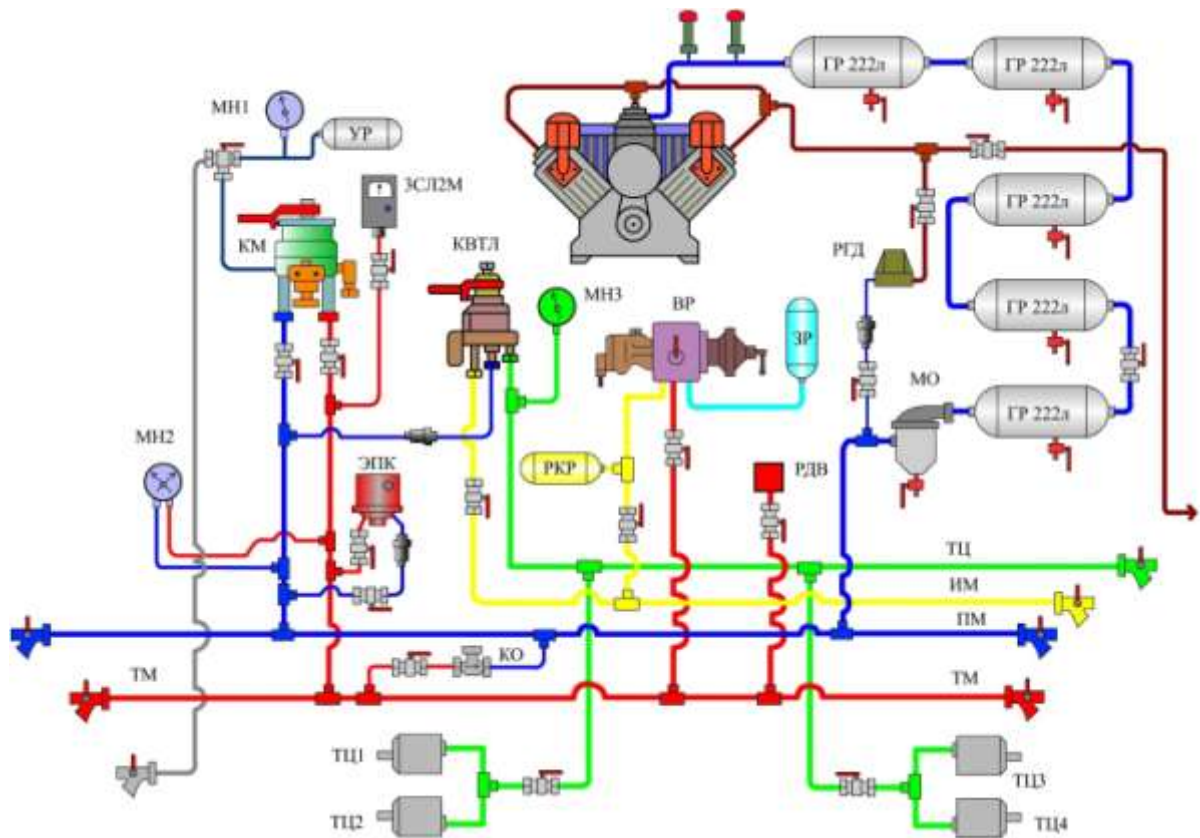 ГР 222л
ГР 222л
МН1
УР
ЗСЛ2М
КМ
КВТЛ
МН3
ВР
ЗР
РГД
ГР 222л
ГР 222л
МО
ГР 222л
МН2
ЭПК
РКР
РДВ
ТЦ
ИМ
ПМ
КО
ТМ
ТМ
ТЦ1
ТЦ2
ТЦ3
ТЦ4